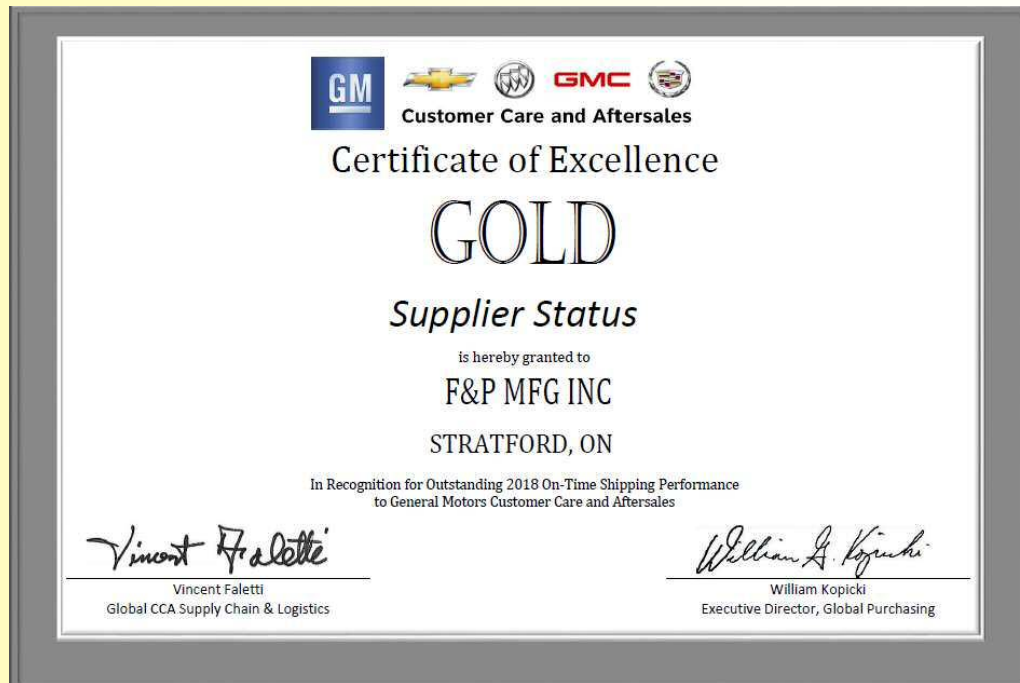 GM
GMC
Customer Care and Aftersales
Certificate of Excellence
GOLD
Supplier Status
is hereby granted to
F&P MFG INC
STRATFORD, ON
In Recognition for Outstanding 2018 On-Time Shipping Performance
to General Motors Customer Care and Aftersales
Vincent Faletti
William G. Kopicki
Vincent Faletti
Global CCA Supply Chain & Logistics
William Kopicki
Executive Director, Global Purchasing